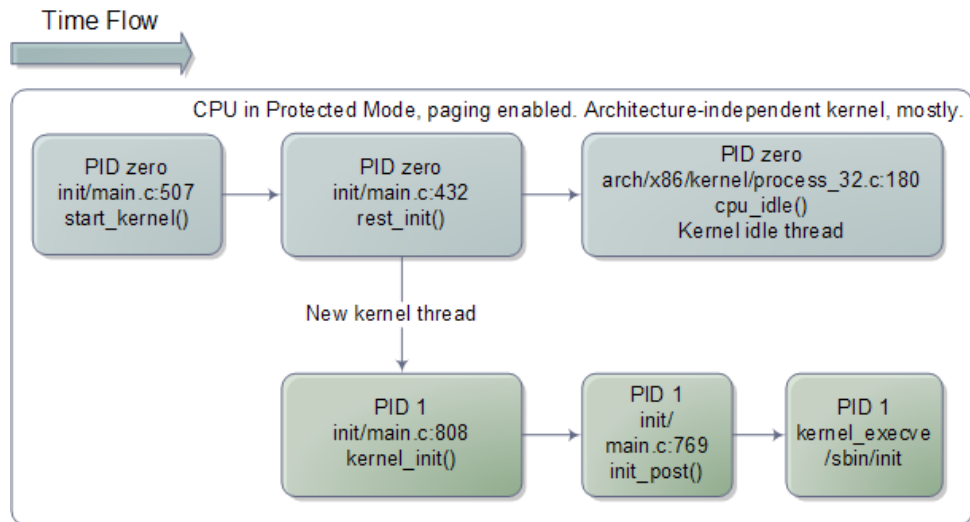 Time Flow
CPU in Protected Mode, paging enabled. Architecture-independent kernel, mostly.
PID zero
init/main.c:507
start_kernel()
PID zero
init/main.c:432
rest_init()
PID zero
arch/x86/kernel/process_32.c:180
cpu_idle()
Kernel idle thread
New kernel thread
PID 1
init/main.c:808
kernel_init()
PID 1
init/
main.c:769
init_post()
PID 1
kernel_execve
/sbin/init